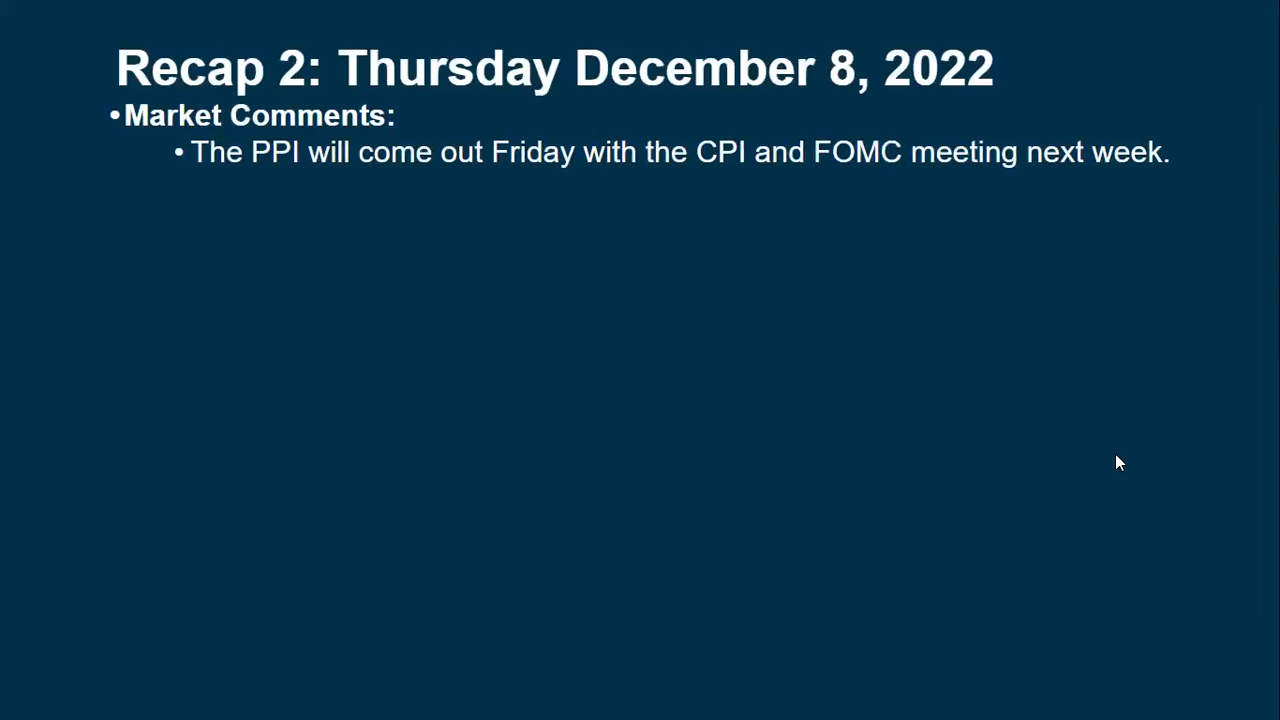 Recap 2: Thursday December 8, 2022
•Market Comments:
• The PPI will come out Friday with the CPI and FOMC meeting next week.